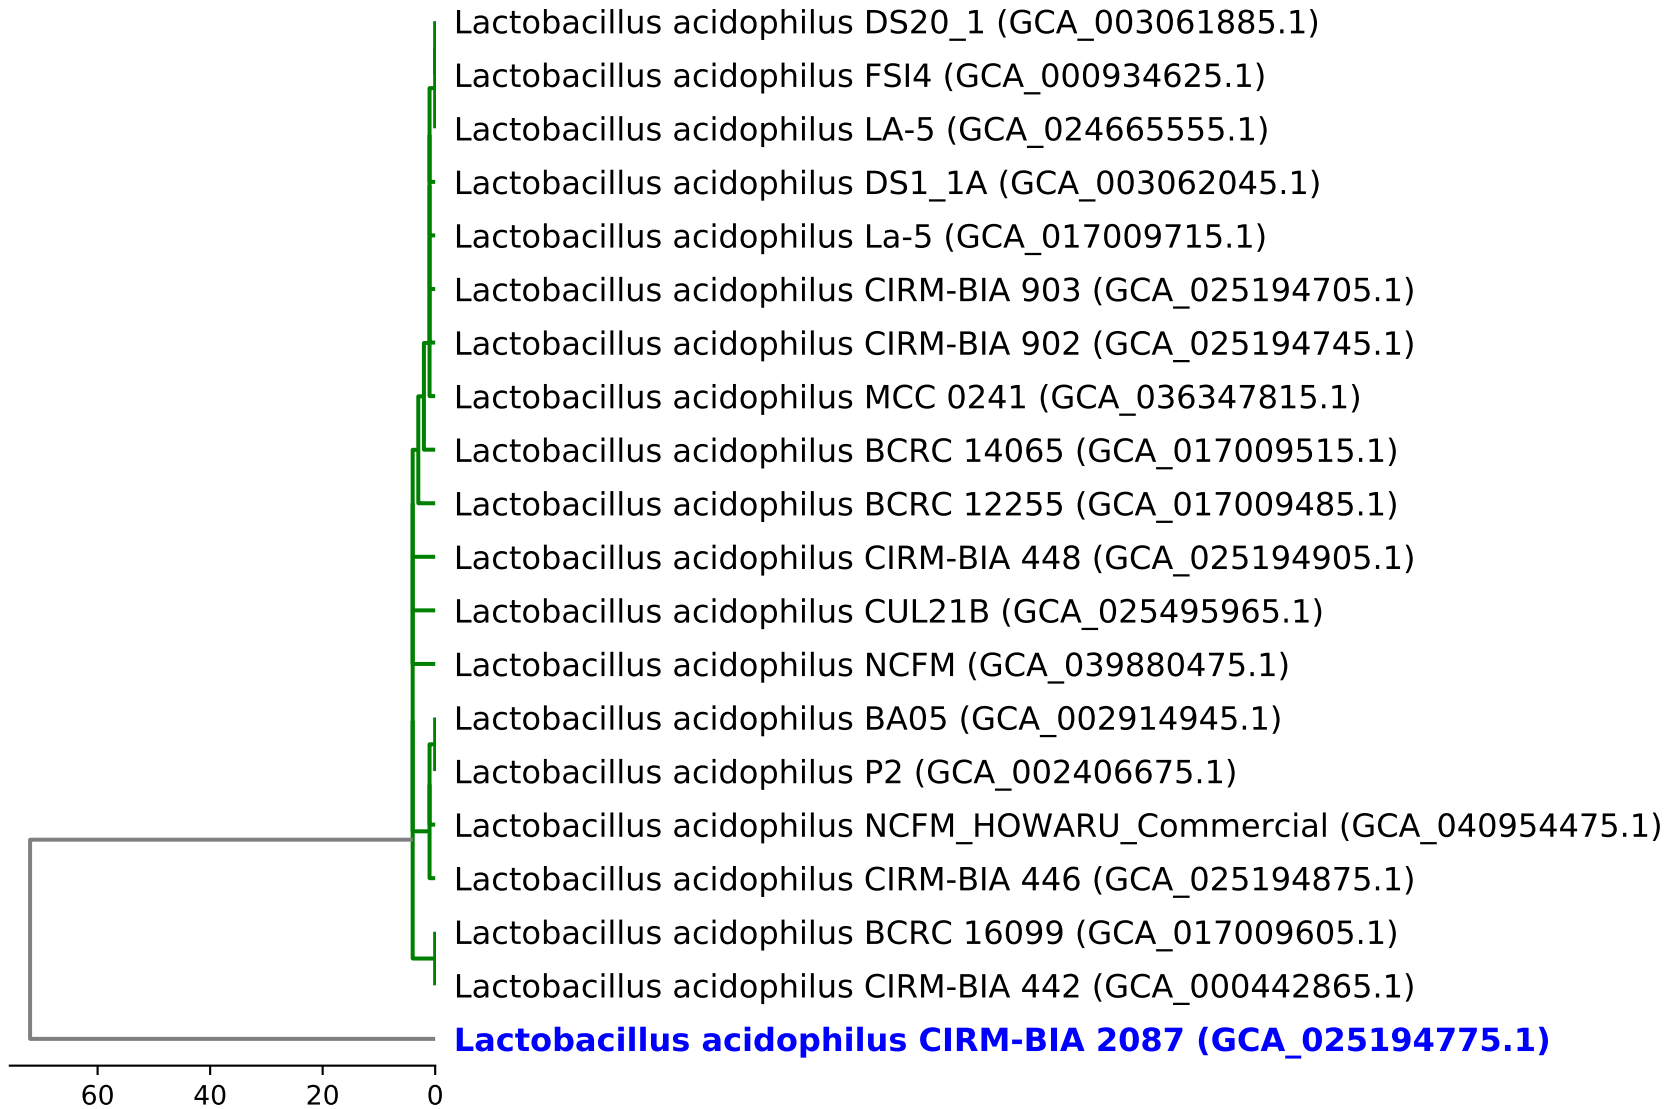 Lactobacillus acidophilus DS20_1 (GCA_003061885.1)
Lactobacillus acidophilus FSI4 (GCA_000934625.1)
Lactobacillus acidophilus LA-5 (GCA_024665555.1)
Lactobacillus acidophilus DS1_1A (GCA_003062045.1)
Lactobacillus acidophilus La-5 (GCA_017009715.1)
Lactobacillus acidophilus CIRM-BIA 903 (GCA_025194705.1)
Lactobacillus acidophilus CIRM-BIA 902 (GCA_025194745.1)
Lactobacillus acidophilus MCC 0241 (GCA_036347815.1)
Lactobacillus acidophilus BCRC 14065 (GCA_017009515.1)
Lactobacillus acidophilus BCRC 12255 (GCA_017009485.1)
Lactobacillus acidophilus CIRM-BIA 448 (GCA_025194905.1)
Lactobacillus acidophilus CUL21B (GCA_025495965.1)
Lactobacillus acidophilus NCFM (GCA_039880475.1)
Lactobacillus acidophilus BA05 (GCA_002914945.1)
Lactobacillus acidophilus P2 (GCA_002406675.1)
Lactobacillus acidophilus NCFM_HOWARU_Commercial (GCA_040954475.1)
Lactobacillus acidophilus CIRM-BIA 446 (GCA_025194875.1)
Lactobacillus acidophilus BCRC 16099 (GCA_017009605.1)
Lactobacillus acidophilus CIRM-BIA 442 (GCA_000442865.1)
Lactobacillus acidophilus CIRM-BIA 2087 (GCA_025194775.1)
60 40 20 0